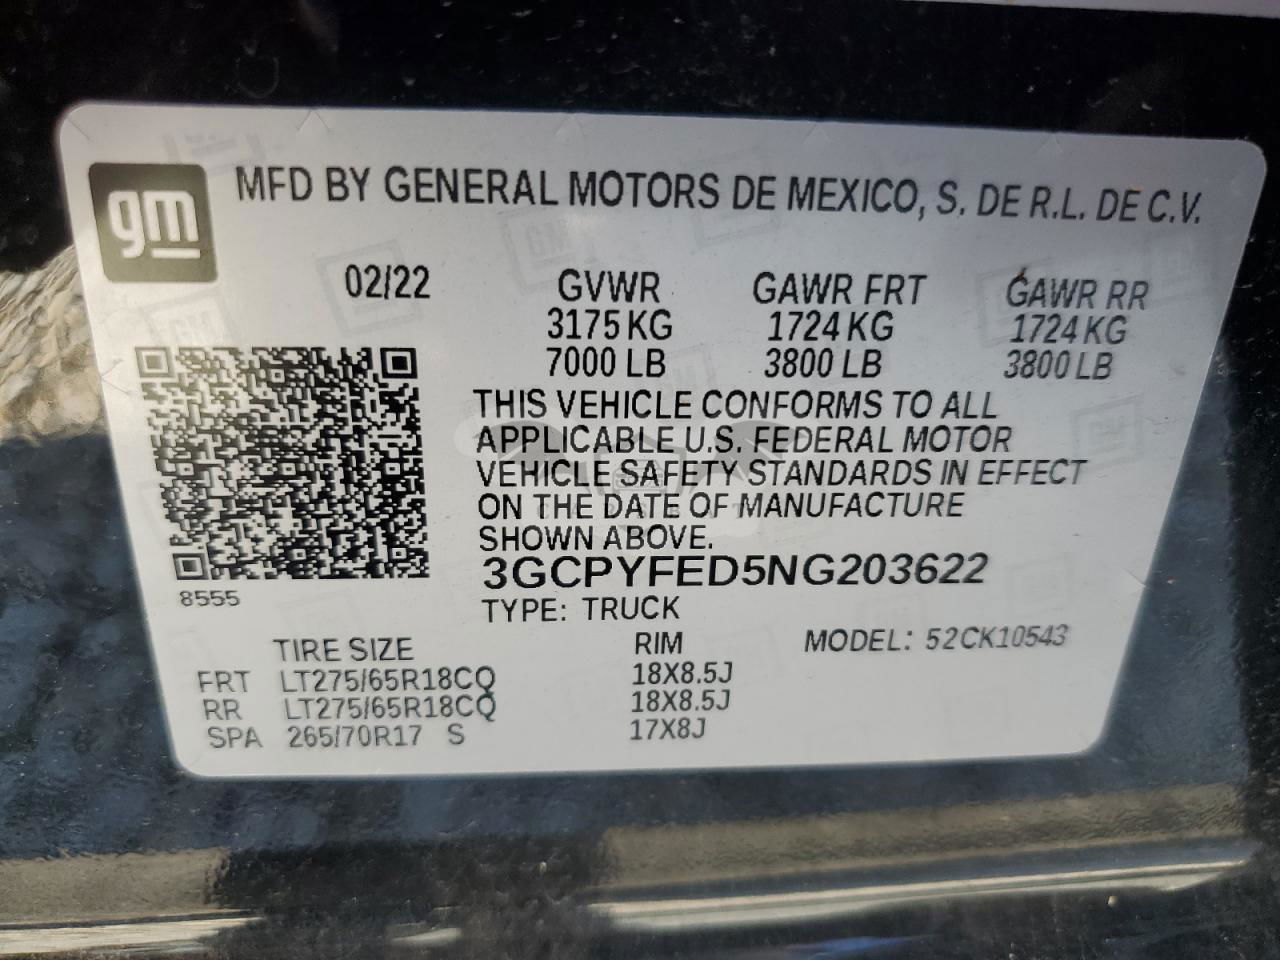 gm
MFD BY GENERAL MOTORS DE MEXICO, S. DE R.L. DE C.V.
02/22 GVWR GAWR FRT GAWR RR
3175 KG 1724 KG 1724 KG
7000 LB 3800 LB 3800 LB
THIS VEHICLE CONFORMS TO ALL
APPLICABLE U.S. FEDERAL MOTOR
VEHICLE SAFETY STANDARDS IN EFFECT
ON THE DATE OF MANUFACTURE
SHOWN ABOVE.
3GCPYFED5NG203622
8555
TYPE: TRUCK
TIRE SIZE RIM MODEL: 52CK10543
FRT LT275/65R18CQ 18X8.5J
RR LT275/65R18CQ 18X8.5J
SPA 265/70R17 S 17X8J